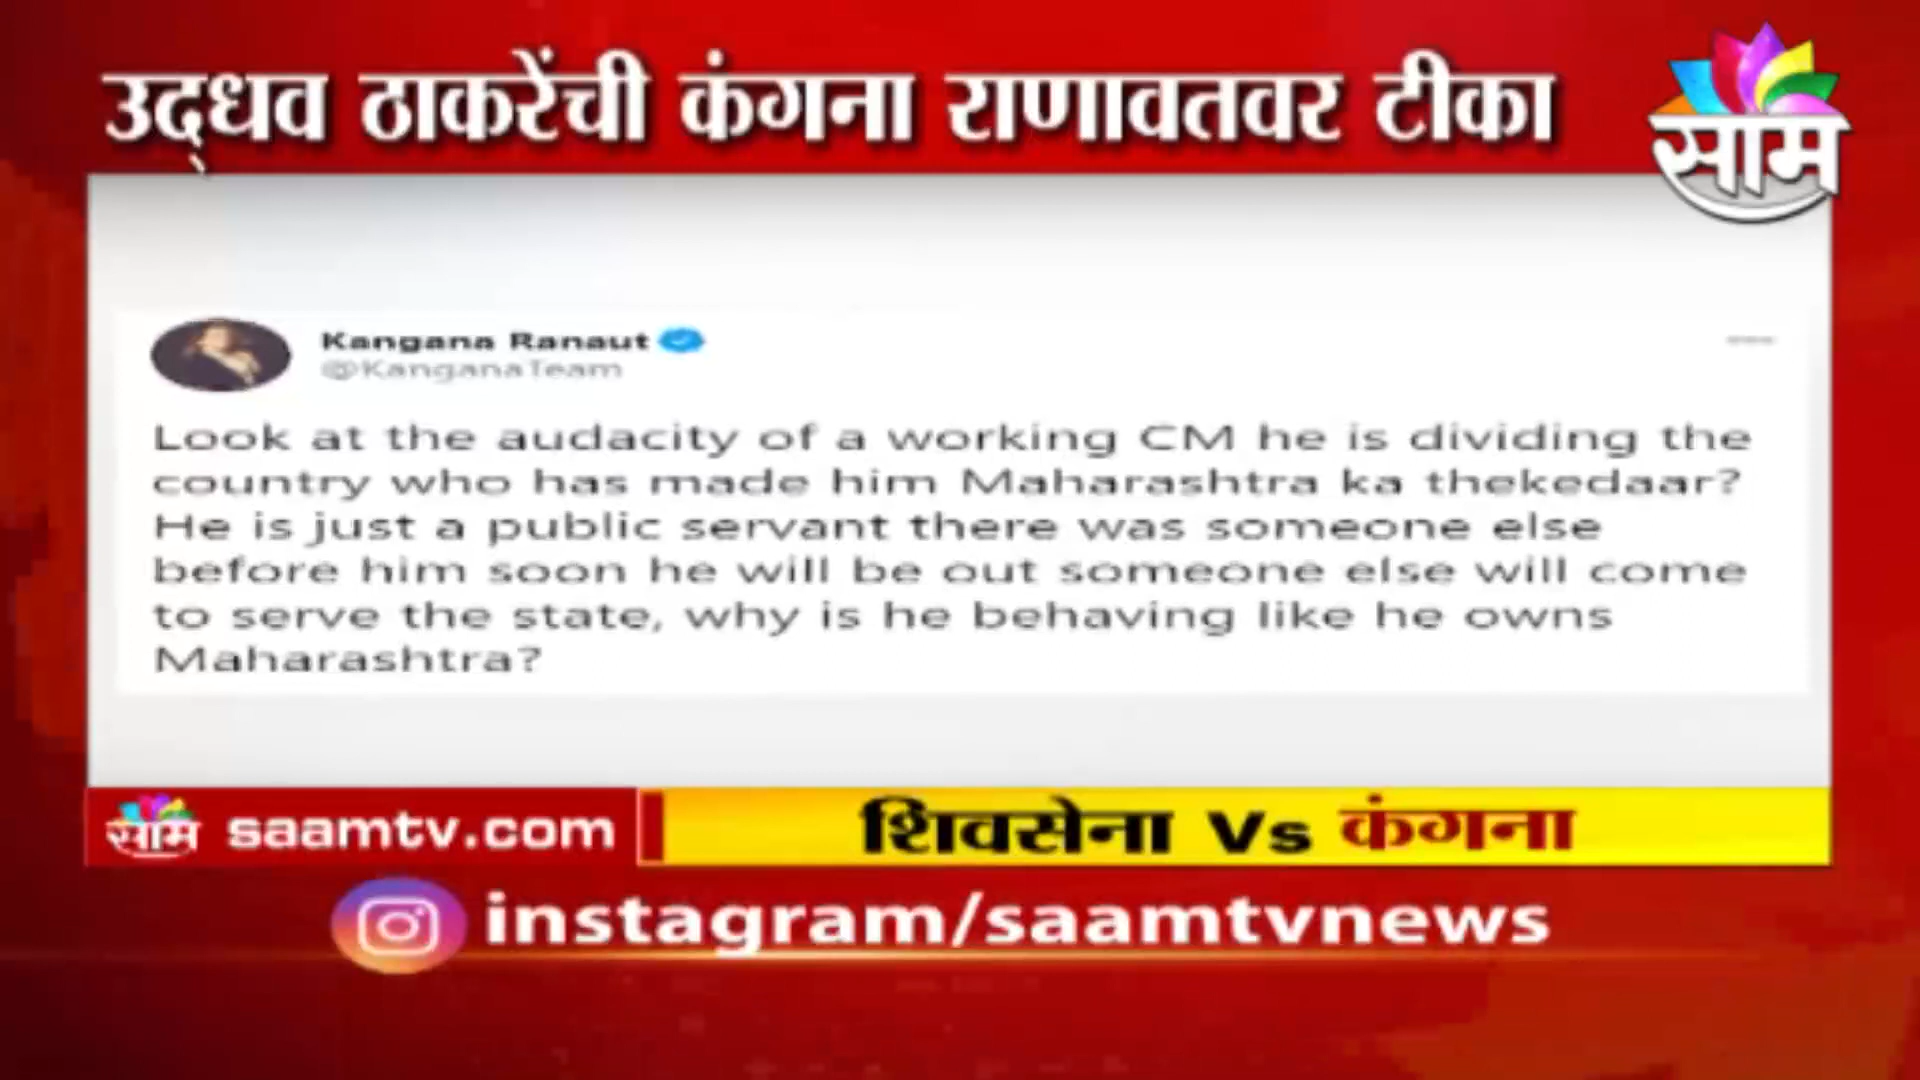 उद्धव ठाकरेंची कंगना राणावतवर टीका
साम
Kangana Ranaut
@KanganaTeam
Look at the audacity of a working CM he is dividing the
country who has made him Maharashtra ka thekedaar?
He is just a public servant there was someone else
before him soon he will be out someone else will come
to serve the state, why is he behaving like he owns
Maharashtra?
साम saamtv.com
शिवसेना Vs कंगना
instagram/saamtvnews